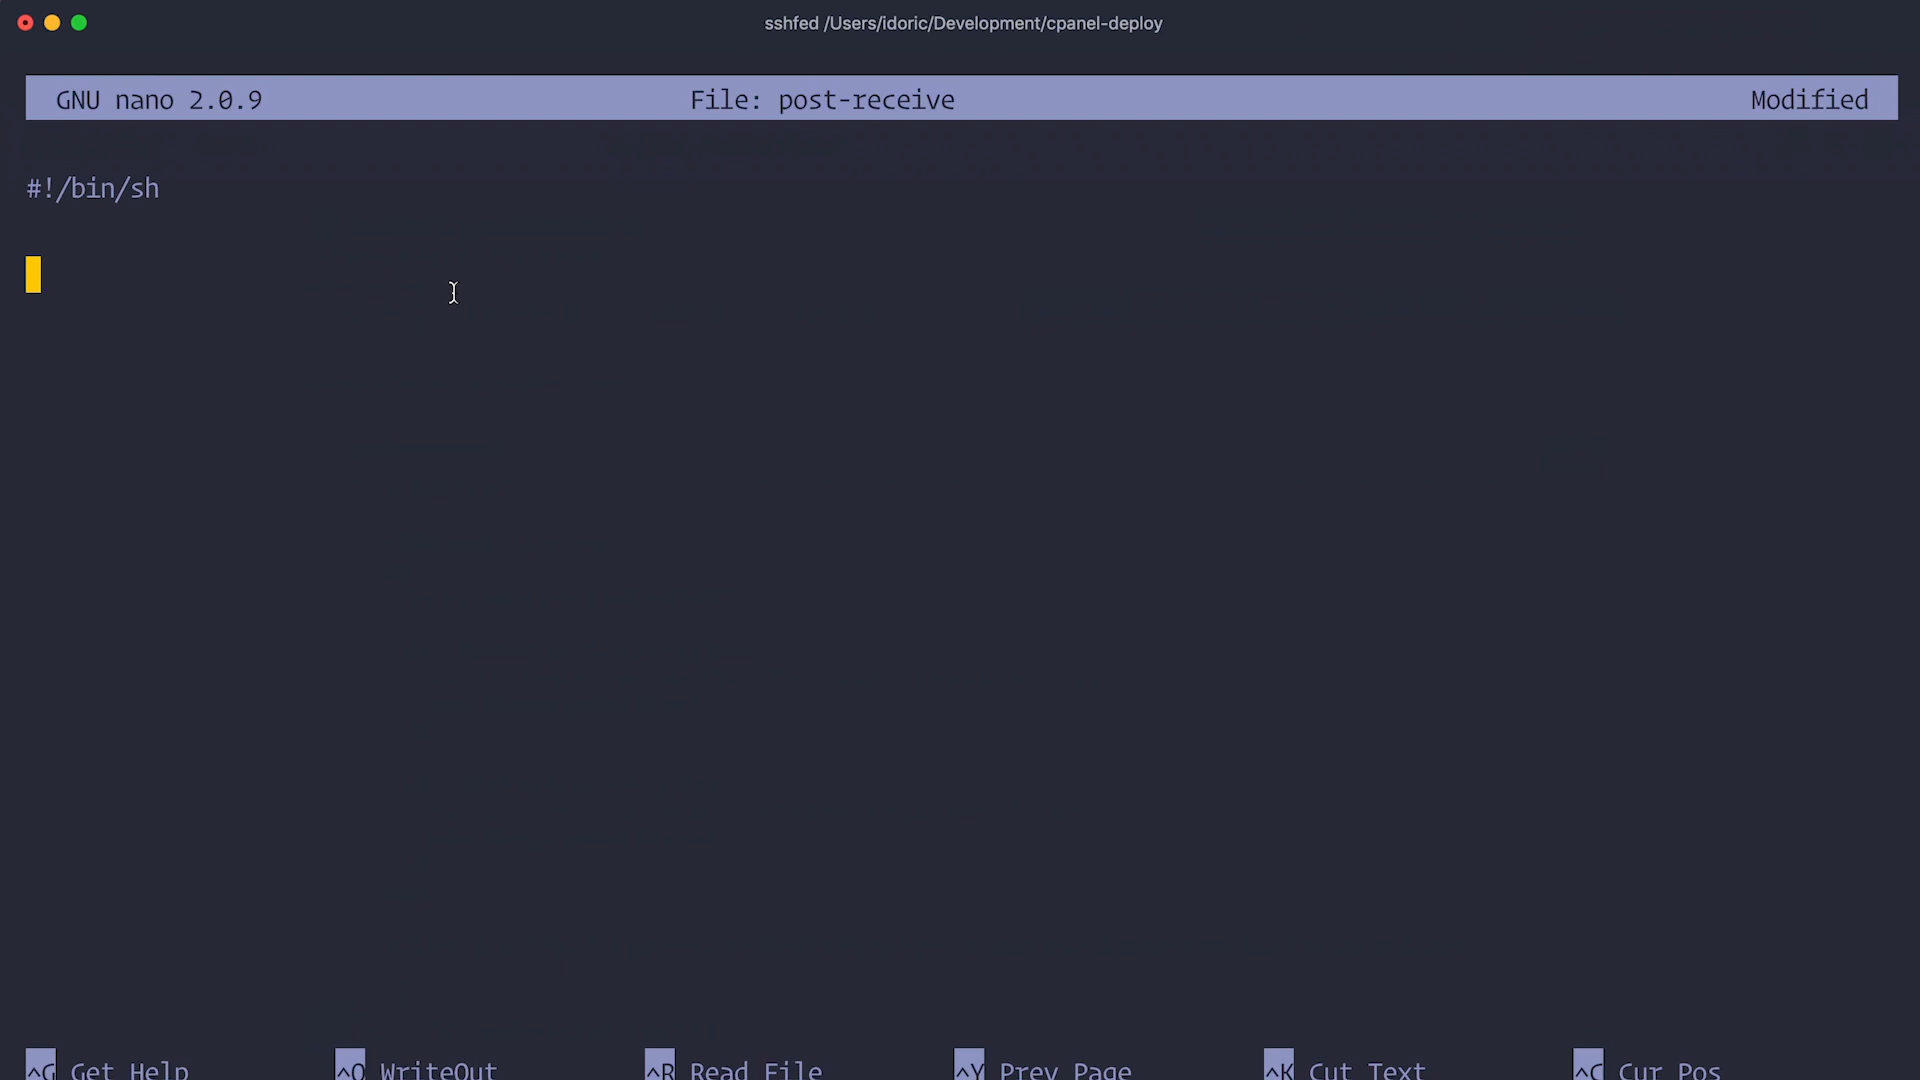 sshfed /Users/idoric/Development/cpanel-deploy
GNU nano 2.0.9 File: post-receive Modified
#!/bin/sh
^G Get Help ^O WriteOut ^R Read File ^Y Prev Page ^K Cut Text ^C Cur Pos